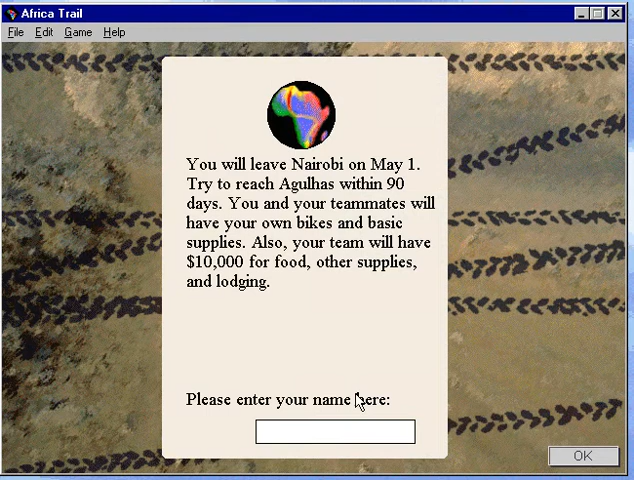 Africa Trail
File Edit Game Help
You will leave Nairobi on May 1.
Try to reach Agulhas within 90
days. You and your teammates will
have your own bikes and basic
supplies. Also, your team will have
$10,000 for food, other supplies,
and lodging.
Please enter your name here:
OK